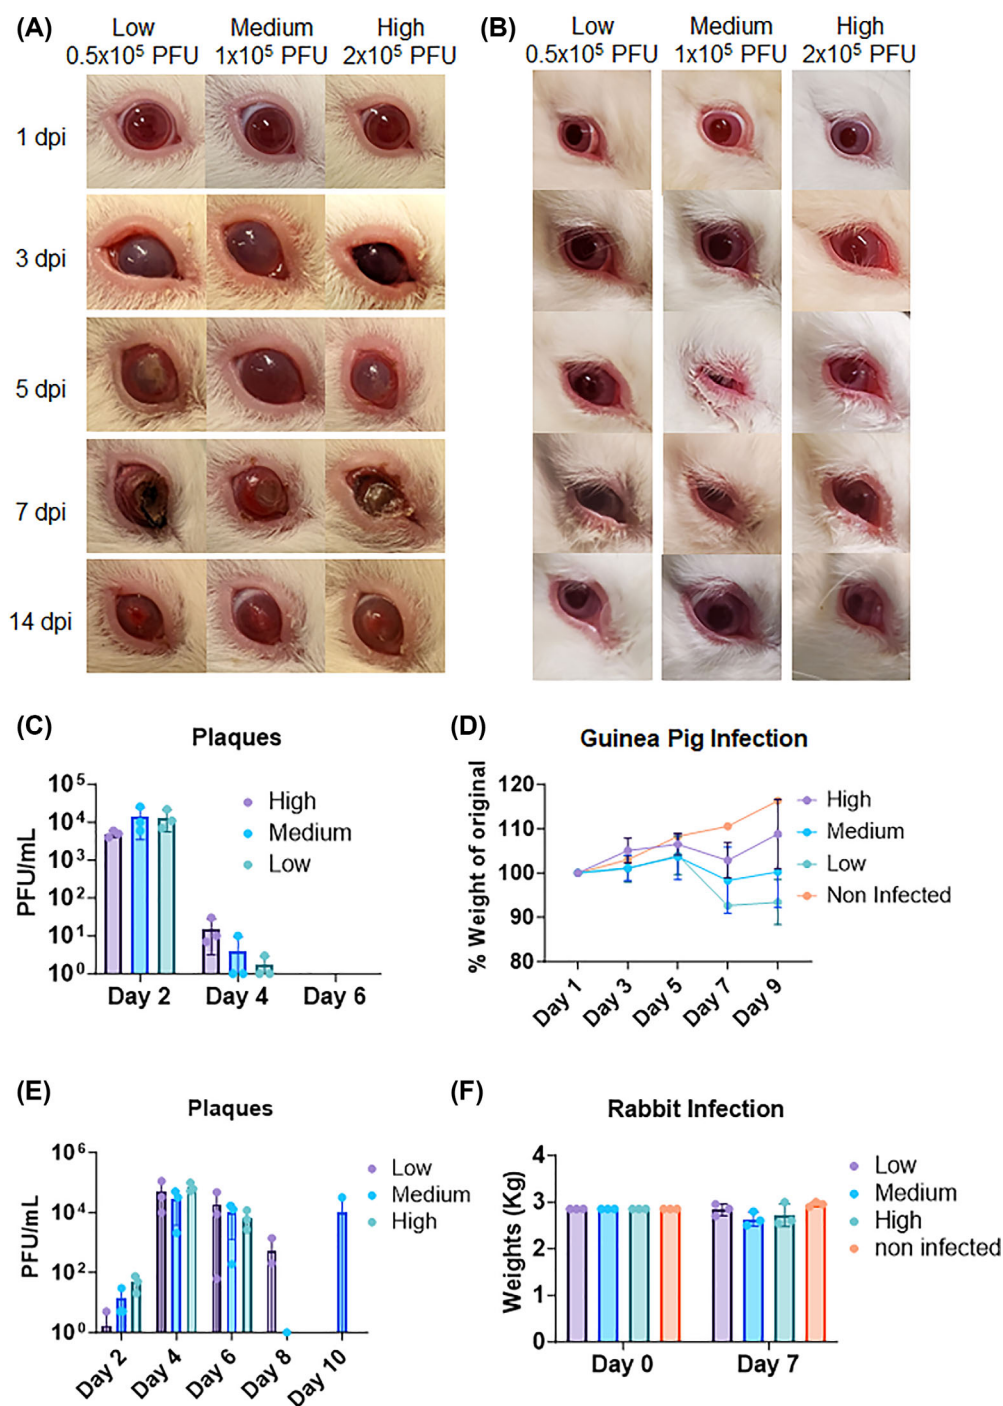 (A)
Low
0.5x10⁵ PFU
Medium
1x10⁵ PFU
High
2x10⁵ PFU
1 dpi
3 dpi
5 dpi
7 dpi
14 dpi
(B)
Low
0.5x10⁵ PFU
Medium
1x10⁵ PFU
High
2x10⁵ PFU
(C)
Plaques
PFU/mL
10⁵
10⁴
10³
10²
10¹
10⁰
Day 2
Day 4
Day 6
High
Medium
Low
(D)
Guinea Pig Infection
% Weight of original
120
110
100
90
80
Day 1
Day 3
Day 5
Day 7
Day 9
High
Medium
Low
Non Infected
(E)
Plaques
PFU/mL
10⁶
10⁴
10²
10⁰
Day 2
Day 4
Day 6
Day 8
Day 10
Low
Medium
High
(F)
Rabbit Infection
Weights (Kg)
4
3
2
1
0
Day 0
Day 7
Low
Medium
High
non infected